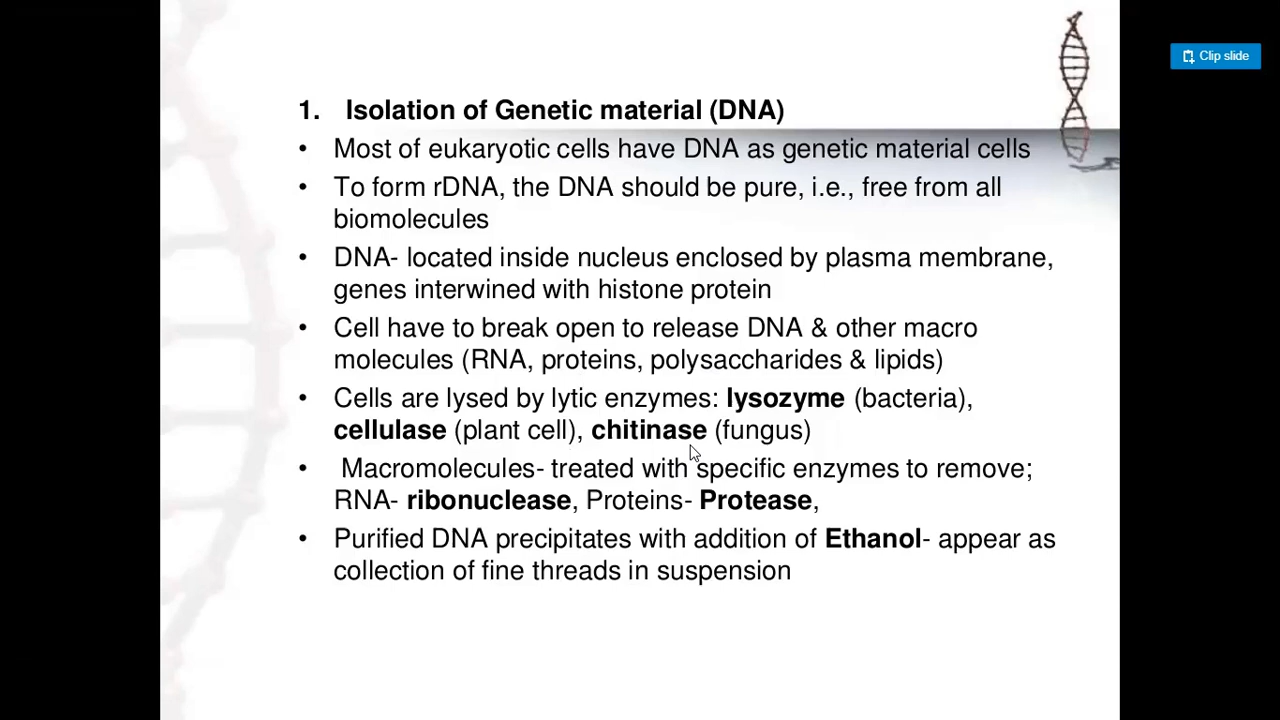 Clip slide
1. Isolation of Genetic material (DNA)
• Most of eukaryotic cells have DNA as genetic material cells
• To form rDNA, the DNA should be pure, i.e., free from all
biomolecules
• DNA- located inside nucleus enclosed by plasma membrane,
genes interwined with histone protein
• Cell have to break open to release DNA & other macro
molecules (RNA, proteins, polysaccharides & lipids)
• Cells are lysed by lytic enzymes: lysozyme (bacteria),
cellulase (plant cell), chitinase (fungus)
• Macromolecules- treated with specific enzymes to remove;
RNA- ribonuclease, Proteins- Protease,
• Purified DNA precipitates with addition of Ethanol- appear as
collection of fine threads in suspension